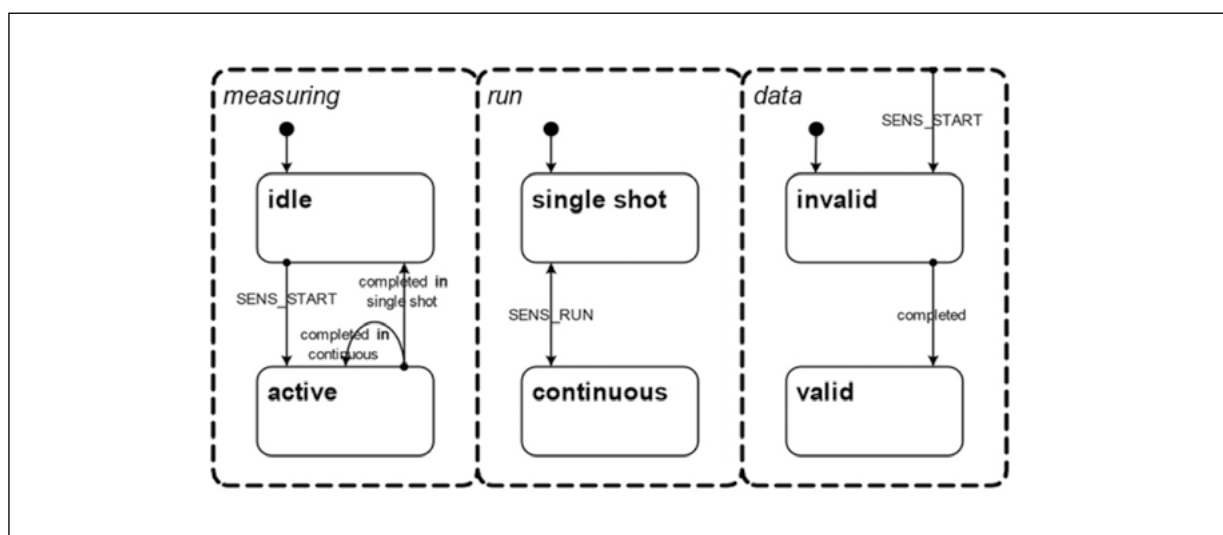 measuring
idle
SENS_START
completed in
single shot
completed in
continuous
active
run
single shot
SENS_RUN
continuous
data
SENS_START
invalid
completed
valid